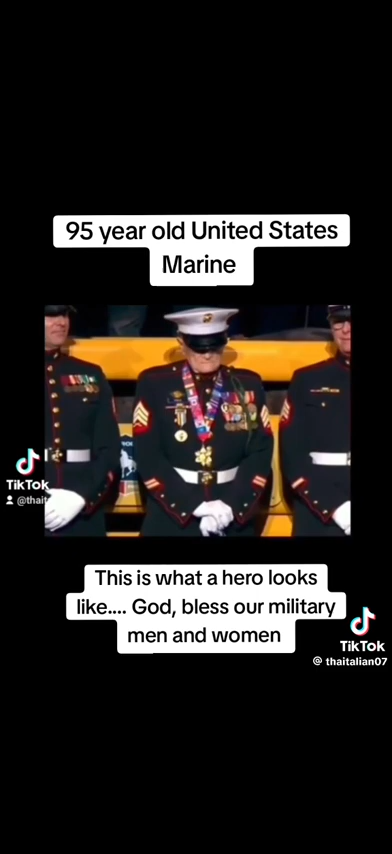 95 year old United States
Marine
TikTok
@thait
This is what a hero looks
like.... God, bless our military
men and women
TikTok
@ thaitalian07